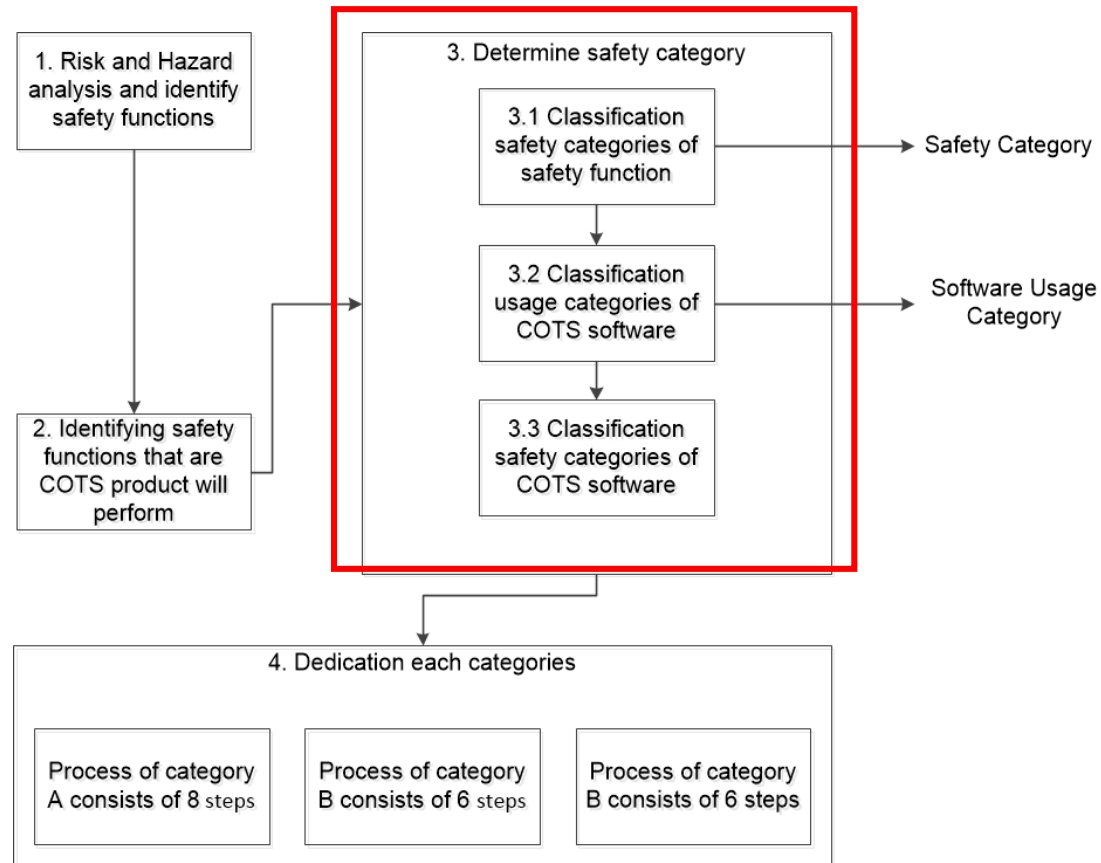 1. Risk and Hazard
analysis and identify
safety functions
3. Determine safety category
3.1 Classification
safety categories of
safety function
Safety Category
3.2 Classification
usage categories of
COTS software
Software Usage
Category
3.3 Classification
safety categories of
COTS software
2. Identifying safety
functions that are
COTS product will
perform
4. Dedication each categories
Process of category
A consists of 8 steps
Process of category
B consists of 6 steps
Process of category
B consists of 6 steps